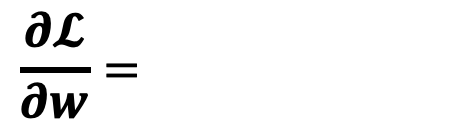 ∂ℒ/∂w =